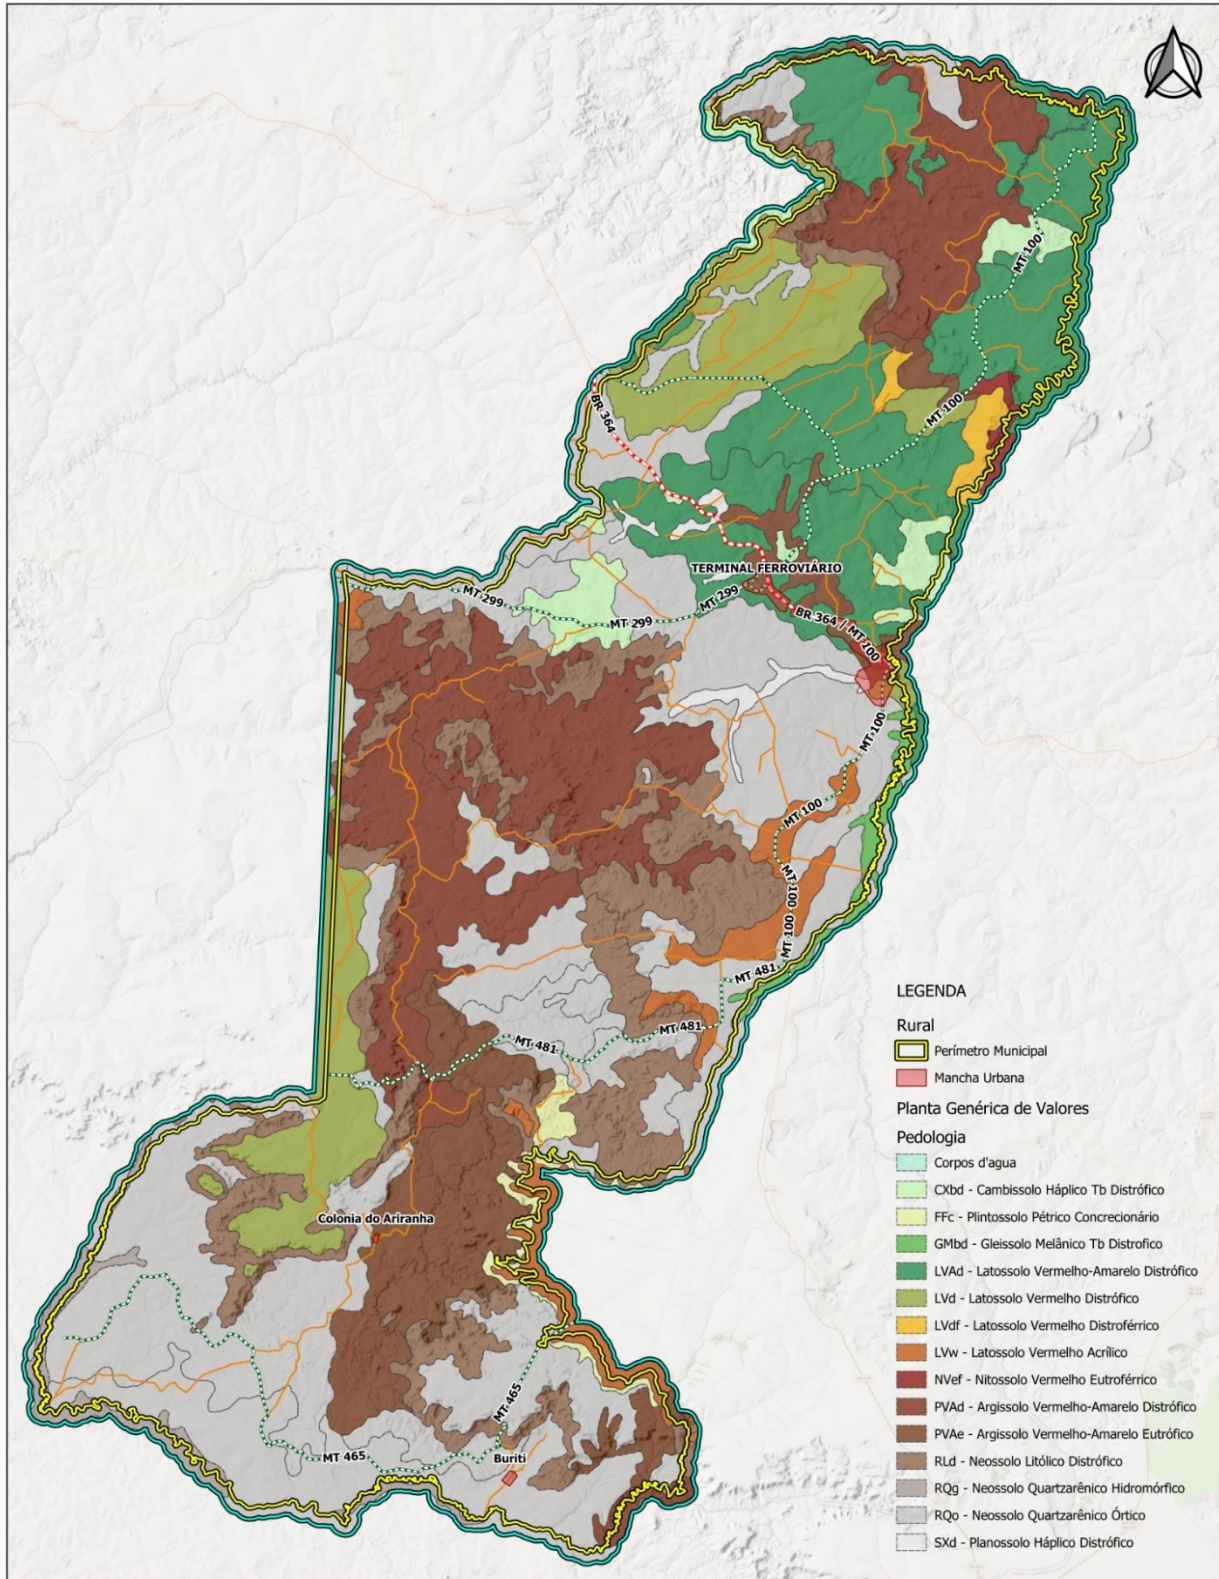 MT 100
MT 100
BR 364
TERMINAL FERROVIÁRIO
MT 299
MT 299
MT 299
BR 364 / MT 100
MT 100
MT 100
MT 100
MT 100
MT 481
MT 481
MT 481
Colonia do Ariranha
MT 465
MT 465
Buriti
LEGENDA
Rural
Perímetro Municipal
Mancha Urbana
Planta Genérica de Valores
Pedologia
Corpos d'agua
CXbd - Cambissolo Háplico Tb Distrófico
FFc - Plintossolo Pétrico Concrecionário
GMbd - Gleissolo Melânico Tb Distrofico
LVAd - Latossolo Vermelho-Amarelo Distrófico
LVd - Latossolo Vermelho Distrófico
LVdf - Latossolo Vermelho Distroférrico
LVw - Latossolo Vermelho Acrílico
NVef - Nitossolo Vermelho Eutroférrico
PVAd - Argissolo Vermelho-Amarelo Distrófico
PVAe - Argissolo Vermelho-Amarelo Eutrófico
RLd - Neossolo Litólico Distrófico
RQg - Neossolo Quartzarênico Hidromórfico
RQo - Neossolo Quartzarênico Órtico
SXd - Planossolo Háplico Distrófico